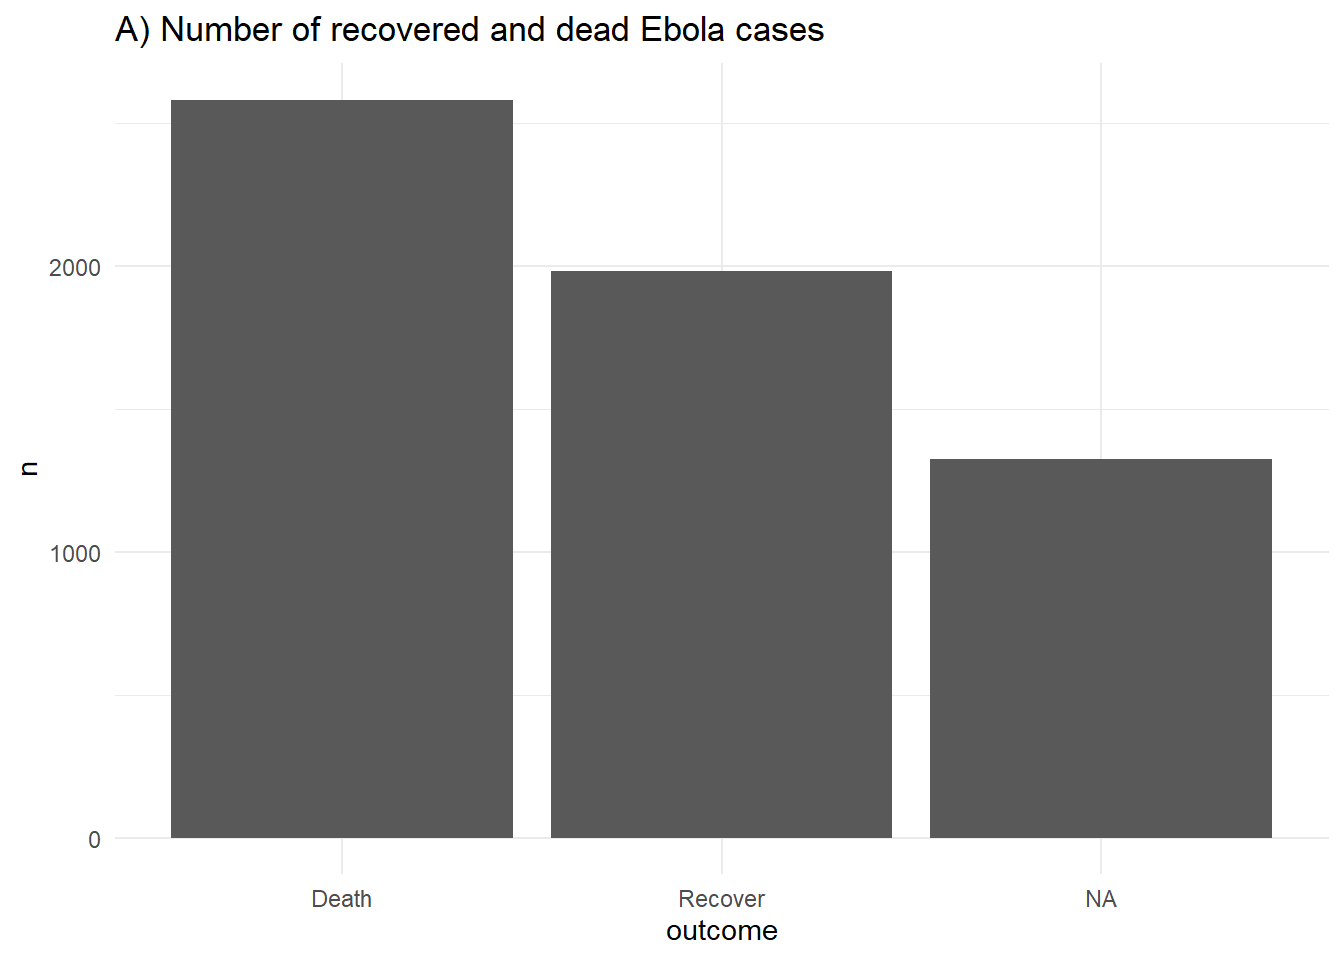 A) Number of recovered and dead Ebola cases
2000
1000
0
n
Death
Recover
NA
outcome